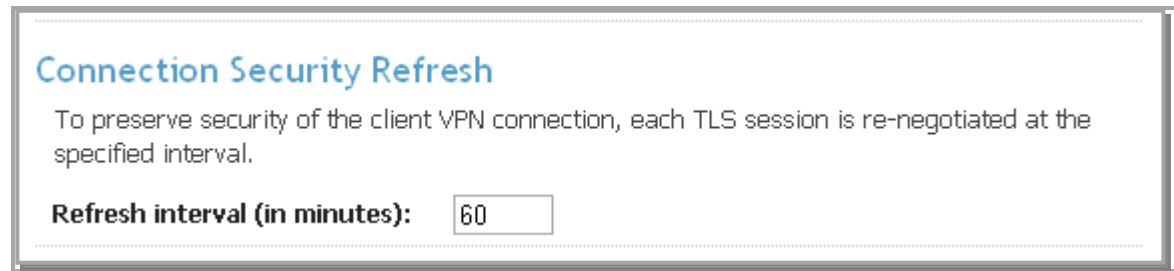 Connection Security Refresh
To preserve security of the client VPN connection, each TLS session is re-negotiated at the
specified interval.
Refresh interval (in minutes): 60